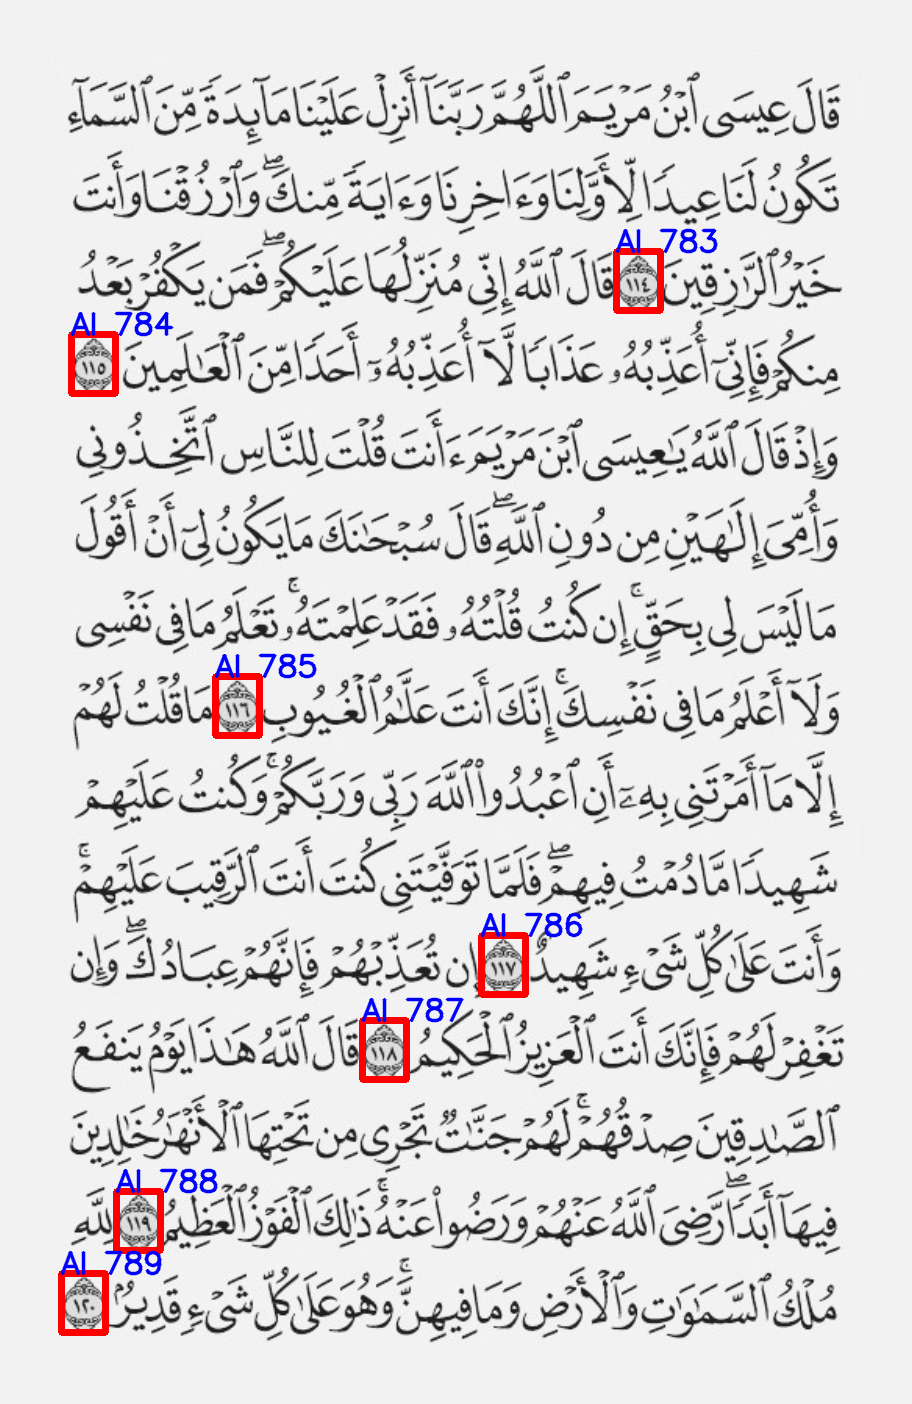 قَالَ عِيسَى ٱبْنُ مَرْيَمَ ٱللَّهُمَّ رَبَّنَآ أَنزِلْ عَلَيْنَا مَآئِدَةً مِّنَ ٱلسَّمَآءِ
تَكُونُ لَنَا عِيدًا لِّأَوَّلِنَا وَءَاخِرِنَا وَءَايَةً مِّنكَ ۖ وَٱرْزُقْنَا وَأَنتَ
AI 783
خَيْرُ ٱلرَّٰزِقِينَ ١١٤ قَالَ ٱللَّهُ إِنِّى مُنَزِّلُهَا عَلَيْكُمْ ۖ فَمَن يَكْفُرْ بَعْدُ
AI 784
مِنكُمْ فَإِنِّىٓ أُعَذِّبُهُۥ عَذَابًا لَّآ أُعَذِّبُهُۥٓ أَحَدًا مِّنَ ٱلْعَٰلَمِينَ ١١٥
وَإِذْ قَالَ ٱللَّهُ يَٰعِيسَى ٱبْنَ مَرْيَمَ ءَأَنتَ قُلْتَ لِلنَّاسِ ٱتَّخِذُونِى
وَأُمِّىَ إِلَٰهَيْنِ مِن دُونِ ٱللَّهِ ۖ قَالَ سُبْحَٰنَكَ مَا يَكُونُ لِىٓ أَنْ أَقُولَ
مَا لَيْسَ لِى بِحَقٍّ ۚ إِن كُنتُ قُلْتُهُۥ فَقَدْ عَلِمْتَهُۥ ۚ تَعْلَمُ مَا فِى نَفْسِى
AI 785
وَلَآ أَعْلَمُ مَا فِى نَفْسِكَ ۚ إِنَّكَ أَنتَ عَلَّٰمُ ٱلْغُيُوبِ ١١٦ مَا قُلْتُ لَهُمْ
إِلَّا مَآ أَمَرْتَنِى بِهِۦٓ أَنِ ٱعْبُدُوا۟ ٱللَّهَ رَبِّى وَرَبَّكُمْ ۚ وَكُنتُ عَلَيْهِمْ
شَهِيدًا مَّا دُمْتُ فِيهِمْ ۖ فَلَمَّا تَوَفَّيْتَنِى كُنتَ أَنتَ ٱلرَّقِيبَ عَلَيْهِمْ ۚ
AI 786
وَأَنتَ عَلَىٰ كُلِّ شَىْءٍ شَهِيدٌ ١١٧ إِن تُعَذِّبْهُمْ فَإِنَّهُمْ عِبَادُكَ ۖ وَإِن
AI 787
تَغْفِرْ لَهُمْ فَإِنَّكَ أَنتَ ٱلْعَزِيزُ ٱلْحَكِيمُ ١١٨ قَالَ ٱللَّهُ هَٰذَا يَوْمُ يَنفَعُ
ٱلصَّٰدِقِينَ صِدْقُهُمْ ۚ لَهُمْ جَنَّٰتٌ تَجْرِى مِن تَحْتِهَا ٱلْأَنْهَٰرُ خَٰلِدِينَ
AI 788
فِيهَآ أَبَدًا ۖ رَّضِىَ ٱللَّهُ عَنْهُمْ وَرَضُوا۟ عَنْهُ ۚ ذَٰلِكَ ٱلْفَوْزُ ٱلْعَظِيمُ ١١٩ لِلَّهِ
AI 789
مُلْكُ ٱلسَّمَٰوَٰتِ وَٱلْأَرْضِ وَمَا فِيهِنَّ ۚ وَهُوَ عَلَىٰ كُلِّ شَىْءٍ قَدِيرٌۢ ١٢٠